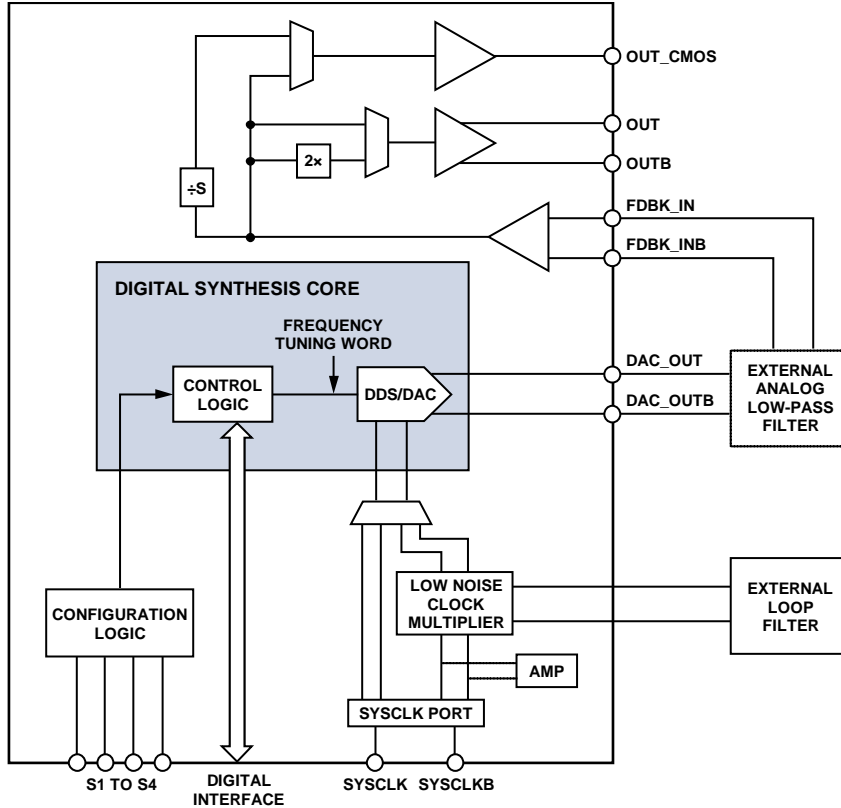 OUT_CMOS
OUT
2×
OUTB
÷S
FDBK_IN
FDBK_INB
DIGITAL SYNTHESIS CORE
FREQUENCY
TUNING WORD
CONTROL
LOGIC
DDS/DAC
DAC_OUT
DAC_OUTB
EXTERNAL
ANALOG
LOW-PASS
FILTER
CONFIGURATION
LOGIC
LOW NOISE
CLOCK
MULTIPLIER
EXTERNAL
LOOP
FILTER
AMP
SYSCLK PORT
S1 TO S4
DIGITAL
INTERFACE
SYSCLK
SYSCLKB